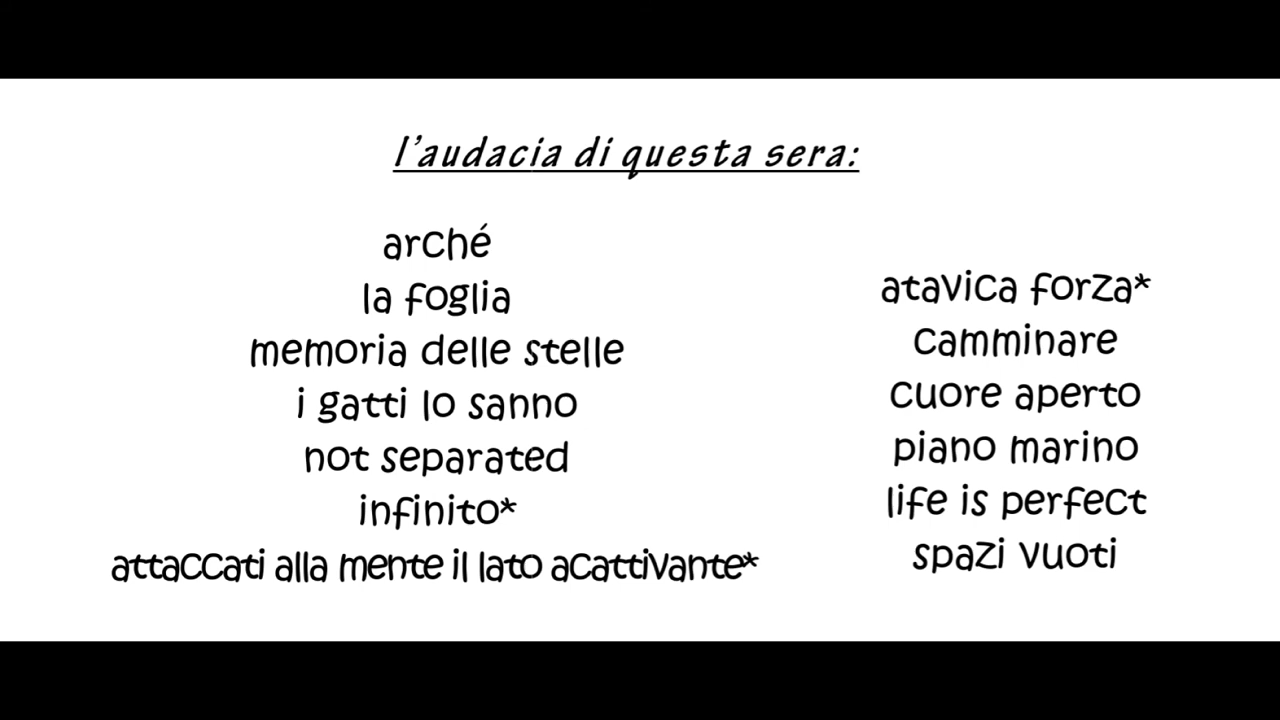 l'audacia di questa sera:
arché
la foglia
memoria delle stelle
i gatti lo sanno
not separated
infinito*
attaccati alla mente il lato acattivante*
atavica forza*
camminare
cuore aperto
piano marino
life is perfect
spazi vuoti